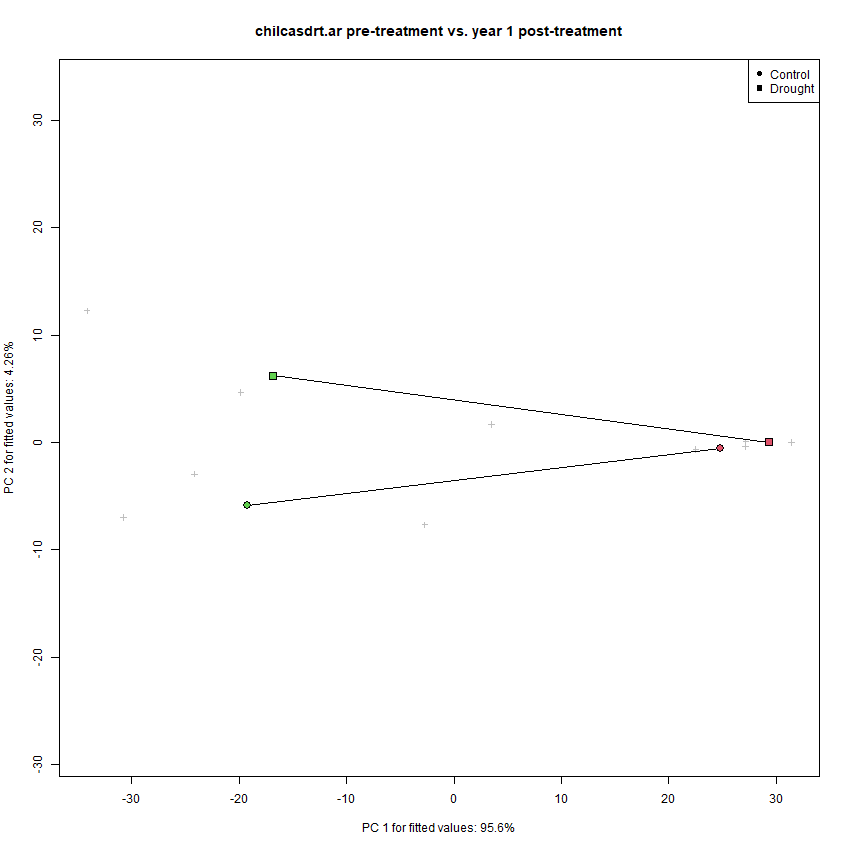 chilcasdrt.ar pre-treatment vs. year 1 post-treatment
Control
Drought
30
20
10
0
-10
-20
-30
PC 2 for fitted values: 4.26%
-30
-20
-10
0
10
20
30
PC 1 for fitted values: 95.6%